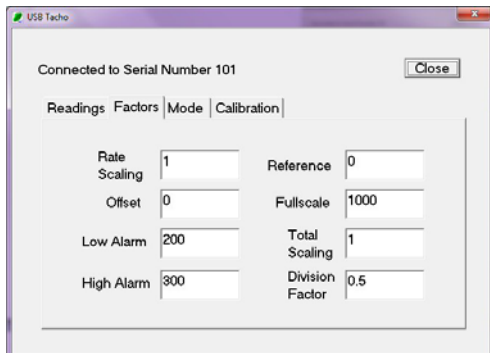 USB Tacho
Connected to Serial Number 101
Close
Readings Factors Mode Calibration
Rate Scaling 1
Reference 0
Offset 0
Fullscale 1000
Low Alarm 200
Total Scaling 1
High Alarm 300
Division Factor 0.5